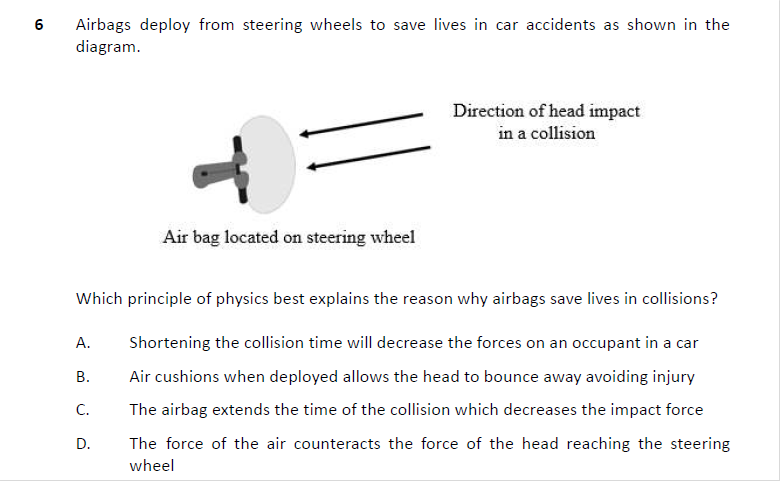 6 Airbags deploy from steering wheels to save lives in car accidents as shown in the
diagram.
Direction of head impact
in a collision
Air bag located on steering wheel
Which principle of physics best explains the reason why airbags save lives in collisions?
A. Shortening the collision time will decrease the forces on an occupant in a car
B. Air cushions when deployed allows the head to bounce away avoiding injury
C. The airbag extends the time of the collision which decreases the impact force
D. The force of the air counteracts the force of the head reaching the steering
wheel